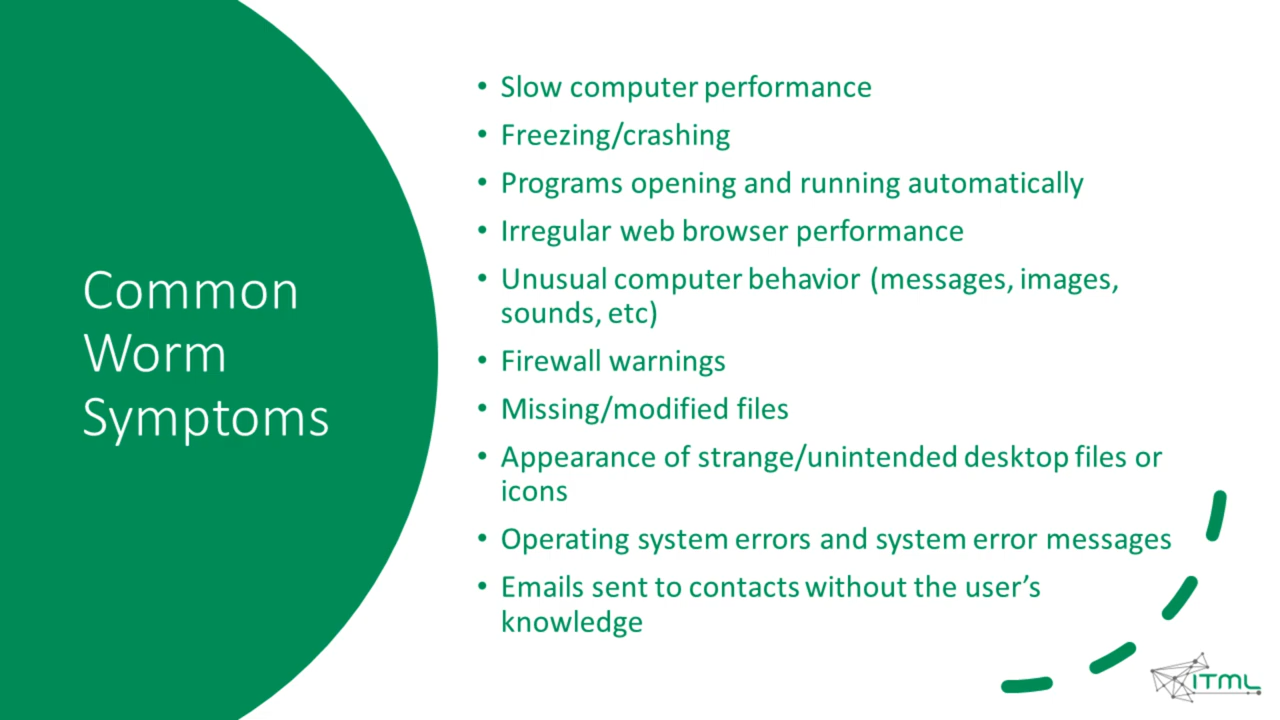 Common
Worm
Symptoms
• Slow computer performance
• Freezing/crashing
• Programs opening and running automatically
• Irregular web browser performance
• Unusual computer behavior (messages, images,
sounds, etc)
• Firewall warnings
• Missing/modified files
• Appearance of strange/unintended desktop files or
icons
• Operating system errors and system error messages
• Emails sent to contacts without the user’s
knowledge
ITML